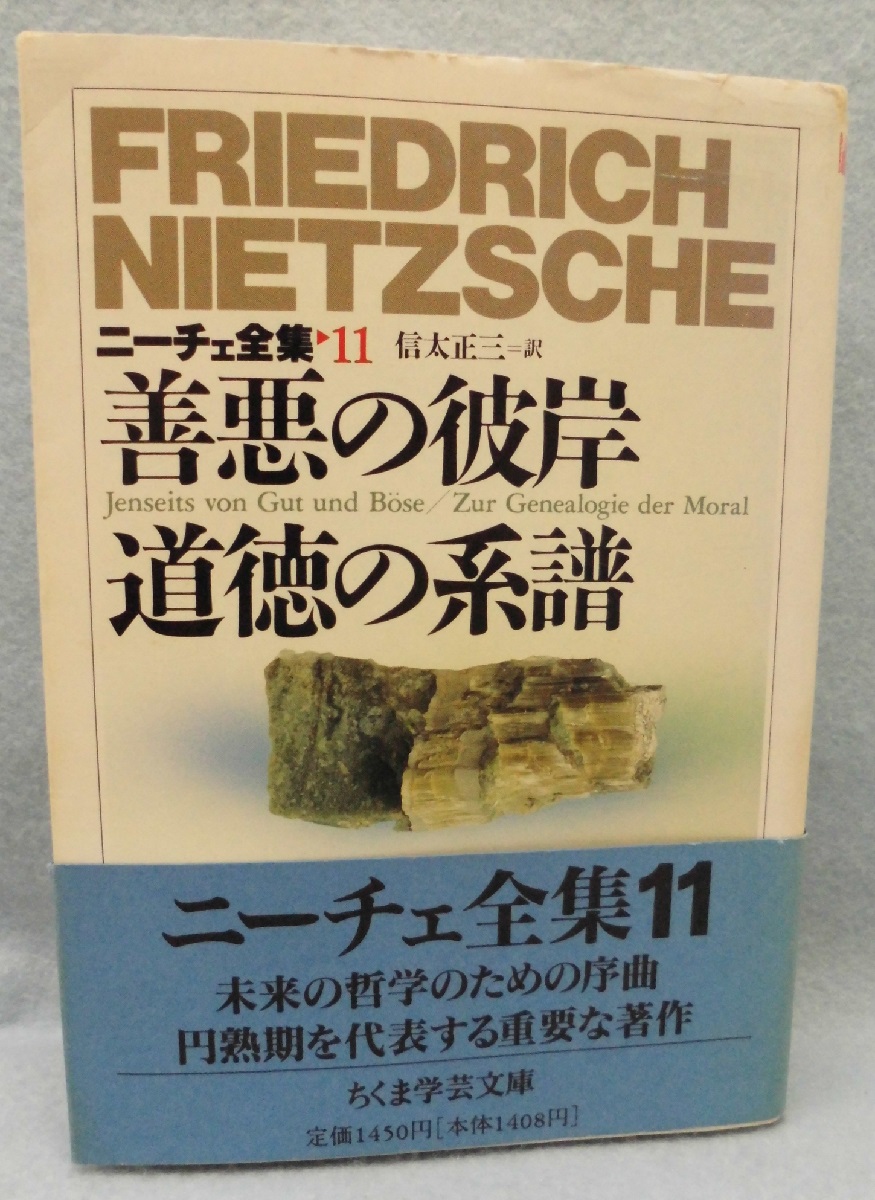 FRIEDRICH
NIETZSCHE
ニーチェ全集▶11 信太正三=訳
善悪の彼岸
Jenseits von Gut und Böse/Zur Genealogie der Moral
道徳の系譜
ニーチェ全集11
未来の哲学のための序曲
円熟期を代表する重要な著作
ちくま学芸文庫
定価1450円[本体1408円]